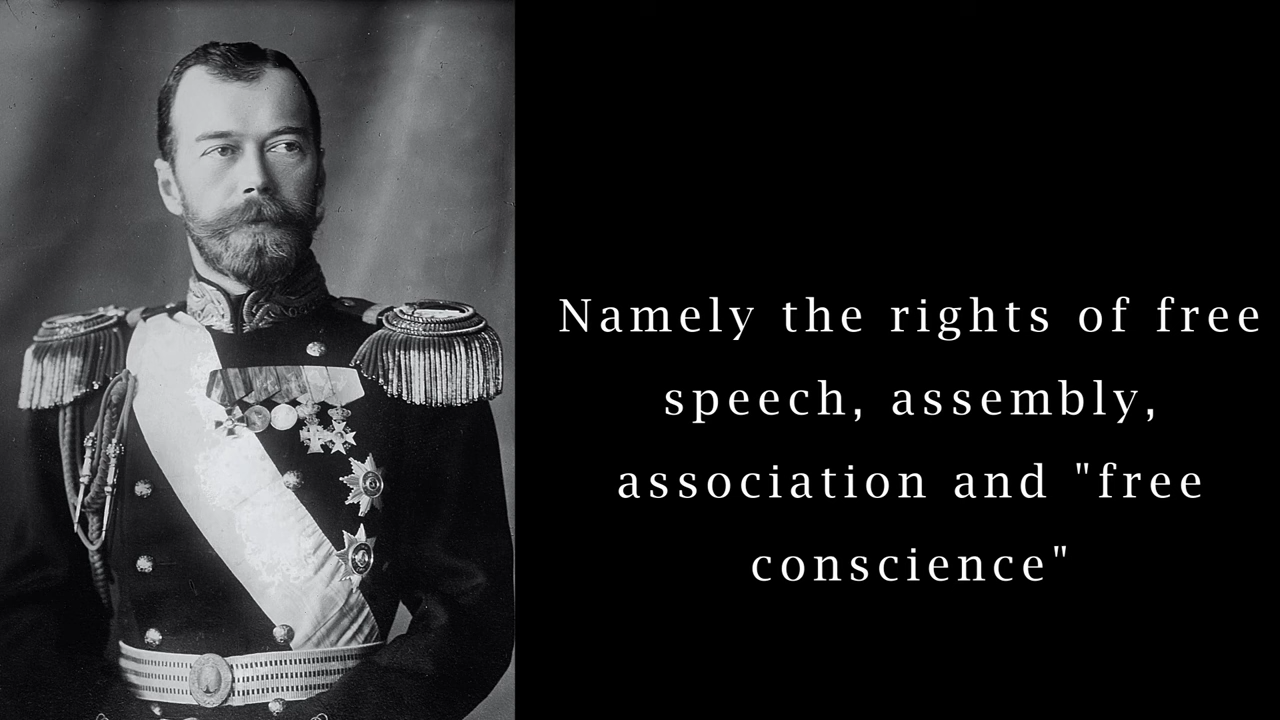 Namely the rights of free
speech, assembly,
association and "free
conscience"